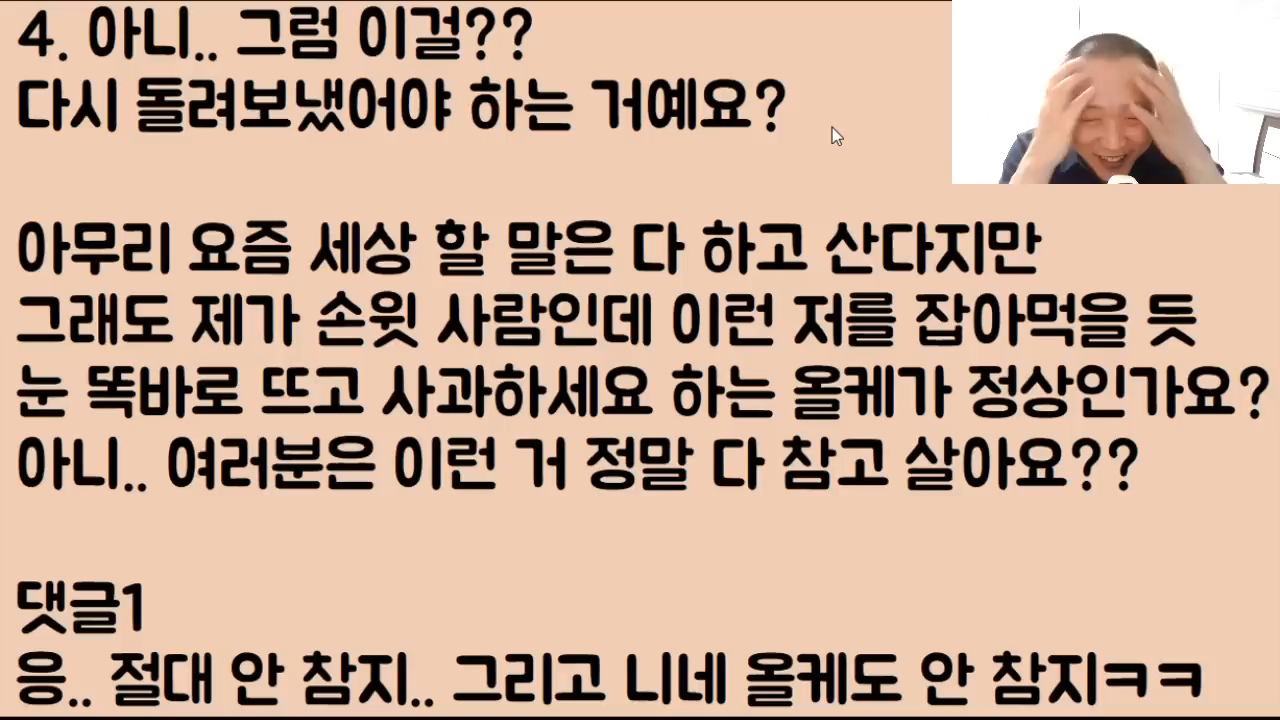 4. 아니.. 그럼 이걸??
다시 돌려보냈어야 하는 거예요?
아무리 요즘 세상 할 말은 다 하고 산다지만
그래도 제가 손윗 사람인데 이런 저를 잡아먹을 듯
눈 똑바로 뜨고 사과하세요 하는 올케가 정상인가요?
아니.. 여러분은 이런 거 정말 다 참고 살아요??
댓글1
응.. 절대 안 참지.. 그리고 니네 올케도 안 참지ㅋㅋ